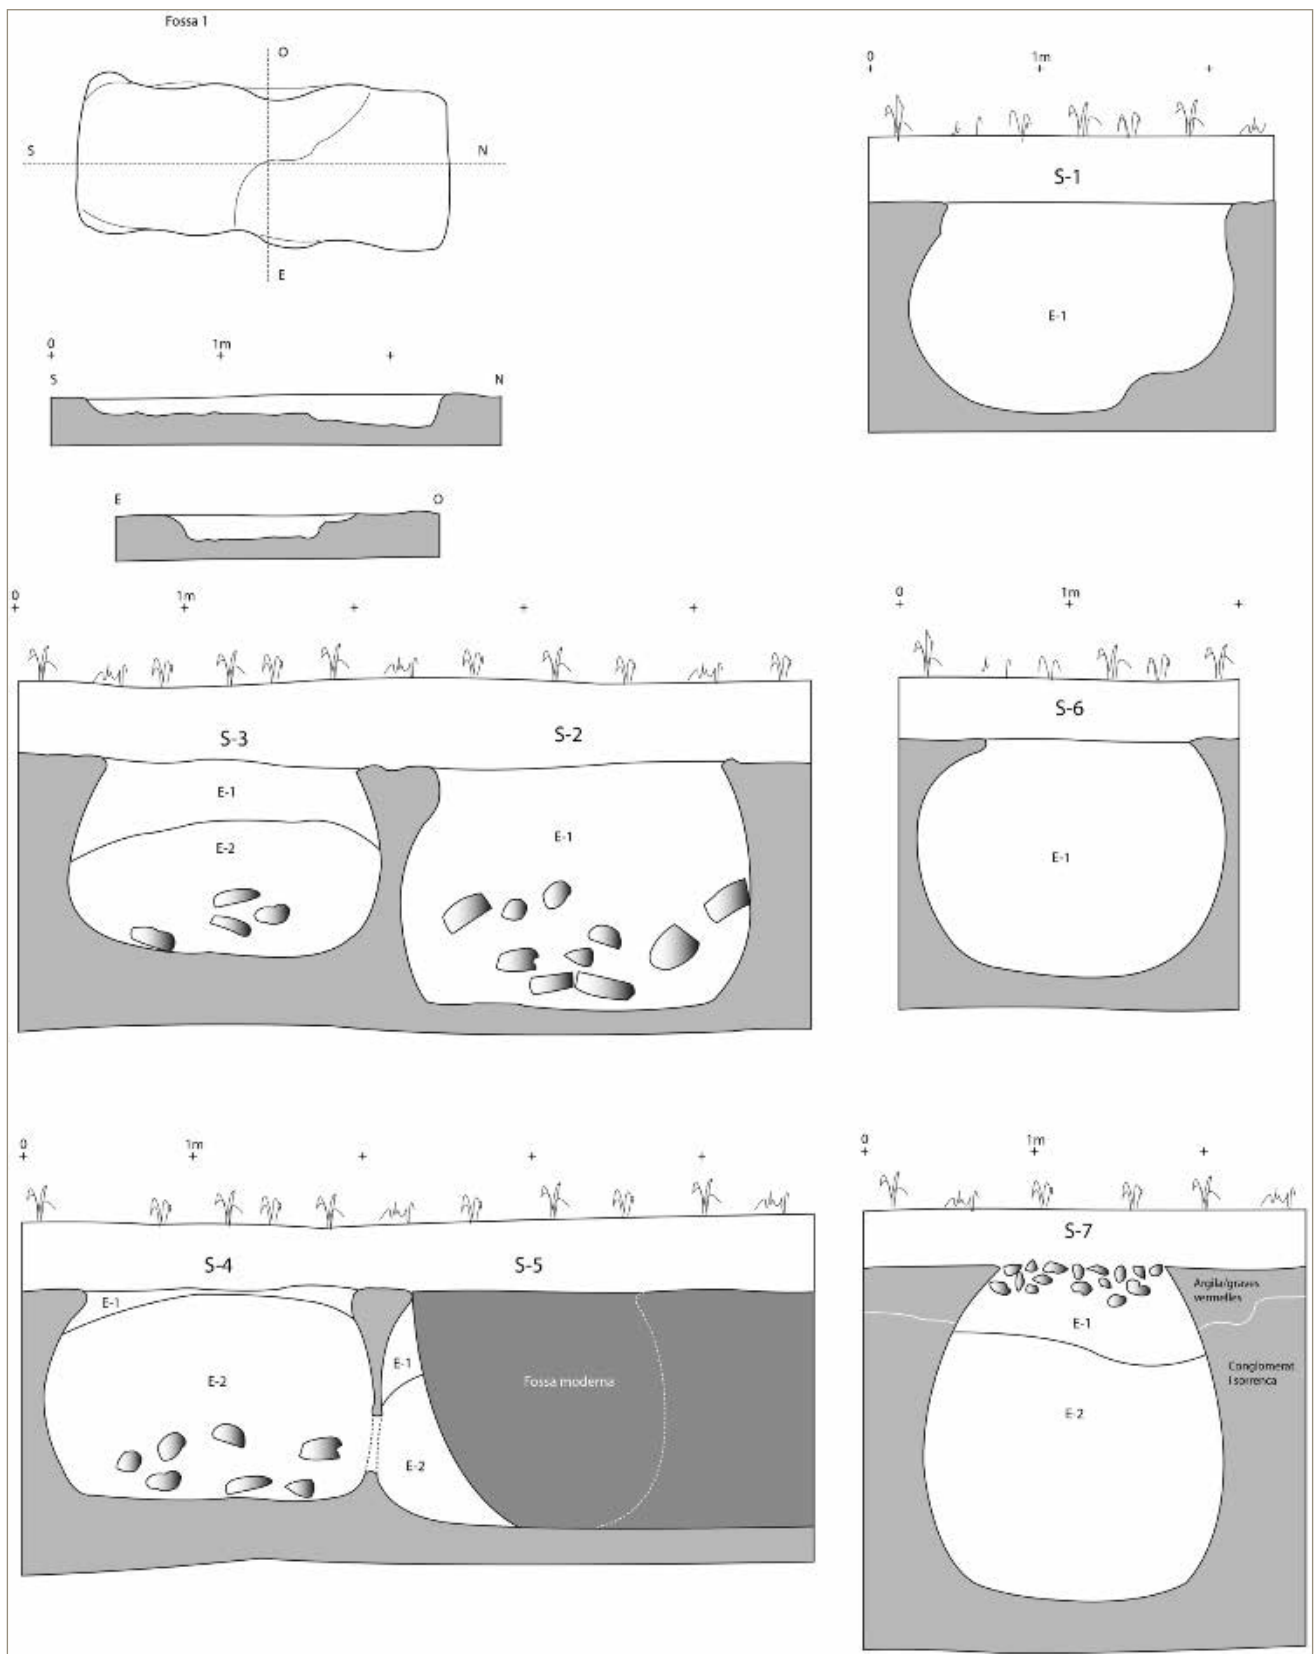 Fossa 1
O
S
N
E
0
1m
S-1
E-1
0
1m
S
N
E
O
0
1m
S-3
S-2
E-1
E-2
E-1
0
1m
S-6
E-1
0
1m
S-4
S-5
E-1
E-2
E-1
E-2
Fossa moderna
0
1m
S-7
Argila/graves
vermelles
E-1
Conglomerat
I sorrenca
E-2